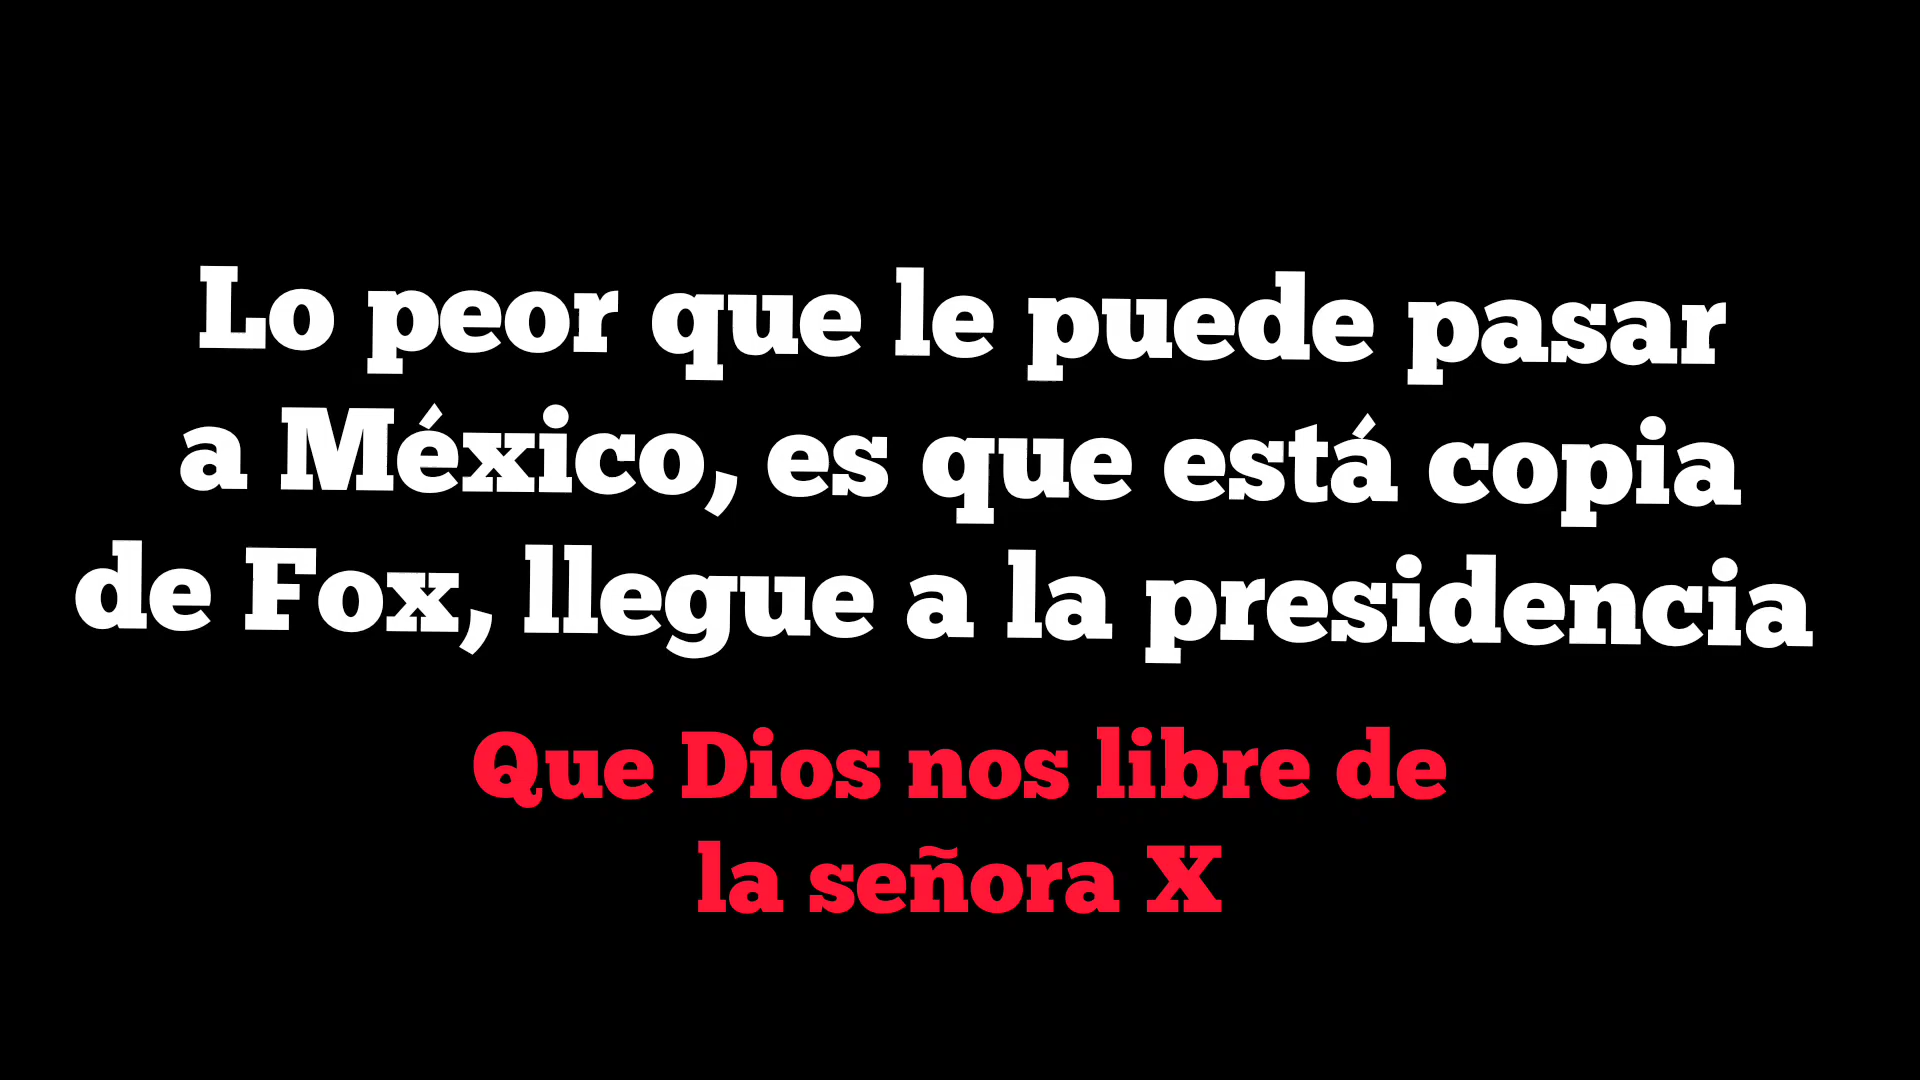 Lo peor que le puede pasar
a México, es que está copia
de Fox, llegue a la presidencia
Que Dios nos libre de
la señora X